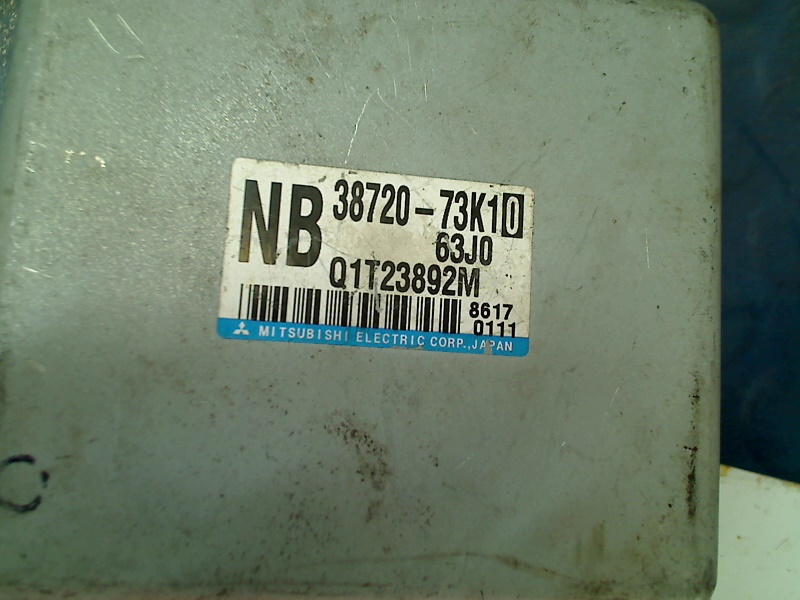 NB 38720-73K10
63J0
Q1T23892M
8617
0111
MITSUBISHI ELECTRIC CORP., JAPAN